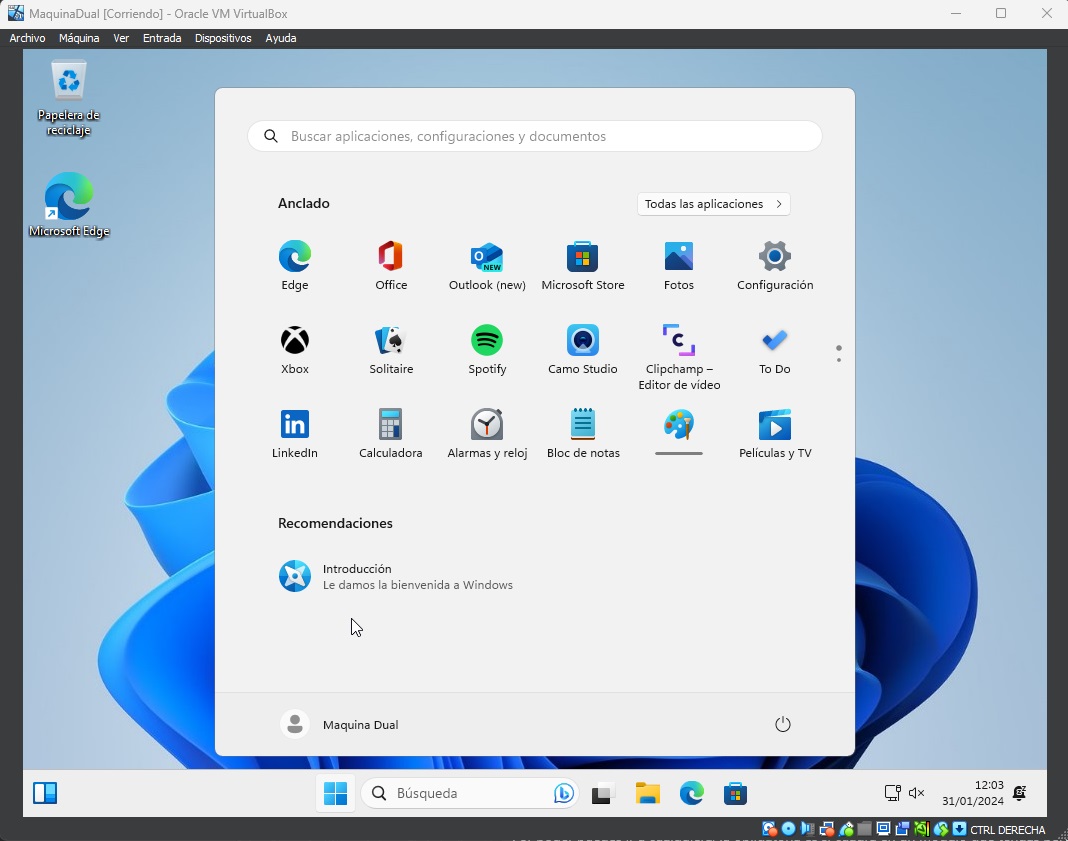 MaquinaDual [Corriendo] - Oracle VM VirtualBox
Archivo Máquina Ver Entrada Dispositivos Ayuda
Papelera de
reciclaje
Microsoft Edge
Buscar aplicaciones, configuraciones y documentos
Anclado
Todas las aplicaciones
Edge
Office
NEW
Outlook (new)
Microsoft Store
Fotos
Configuración
Xbox
Solitaire
Spotify
Camo Studio
Clipchamp –
Editor de vídeo
To Do
LinkedIn
Calculadora
Alarmas y reloj
Bloc de notas
Películas y TV
Recomendaciones
Introducción
Le damos la bienvenida a Windows
Maquina Dual
Búsqueda
12:03
31/01/2024
CTRL DERECHA